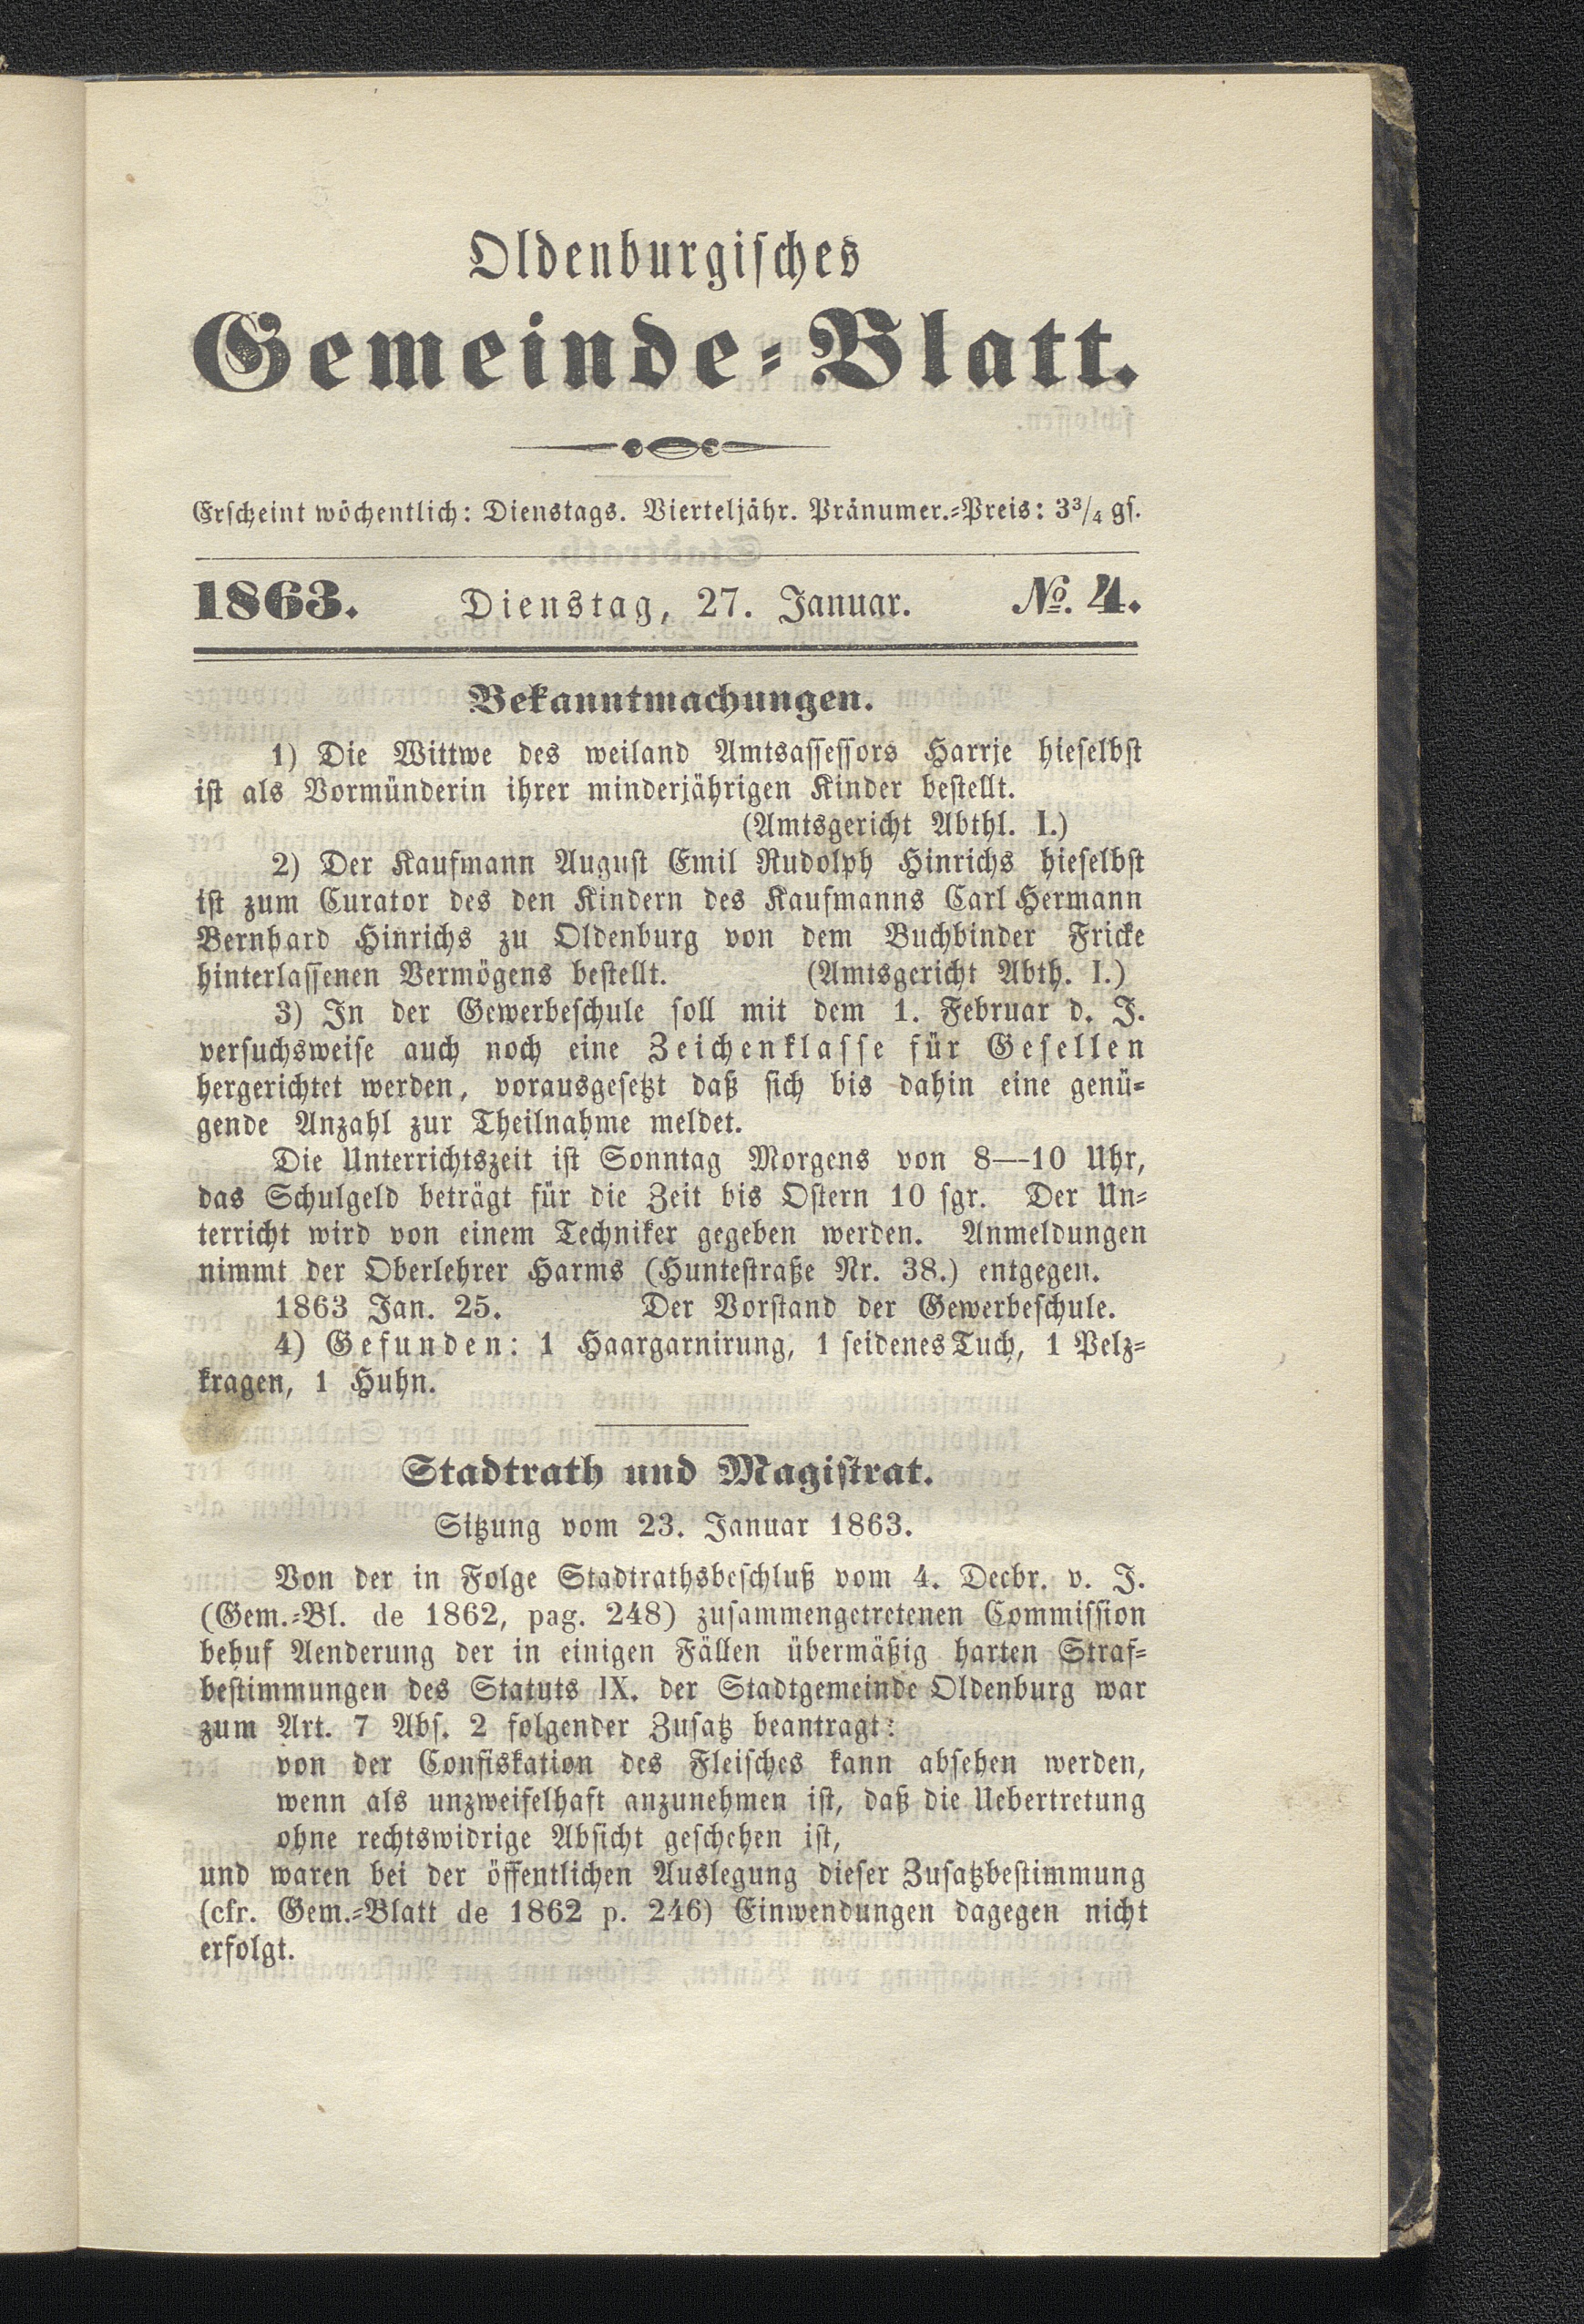 Oldenburgisches
Gemeinde-Blatt.
Erscheint wöchentlich: Dienstags. Vierteljähr. Pränumer.-Preis: 3¾ gs.
1863. Dienstag, 27. Januar. No. 4.
Bekanntmachungen.
1) Die Wittwe des weiland Amtsassessors Harrje hieselbst
ist als Vormünderin ihrer minderjährigen Kinder bestellt.
(Amtsgericht Abthl. I.)
2) Der Kaufmann August Emil Rudolph Hinrichs hieselbst
ist zum Curator des den Kindern des Kaufmanns Carl Hermann
Bernhard Hinrichs zu Oldenburg von dem Buchbinder Fricke
hinterlassenen Vermögens bestellt. (Amtsgericht Abth. I.)
3) In der Gewerbeschule soll mit dem 1. Februar d. J.
versuchsweise auch noch eine Zeichenklasse für Gesellen
hergerichtet werden, vorausgesetzt daß sich bis dahin eine genü-
gende Anzahl zur Theilnahme meldet.
Die Unterrichtszeit ist Sonntag Morgens von 8—10 Uhr,
das Schulgeld beträgt für die Zeit bis Ostern 10 sgr. Der Un-
terricht wird von einem Techniker gegeben werden. Anmeldungen
nimmt der Oberlehrer Harms (Huntestraße Nr. 38.) entgegen.
1863 Jan. 25. Der Vorstand der Gewerbeschule.
4) Gefunden: 1 Haargarnirung, 1 seidenes Tuch, 1 Pelz-
kragen, 1 Huhn.
Stadtrath und Magistrat.
Sitzung vom 23. Januar 1863.
Von der in Folge Stadtrathsbeschluß vom 4. Decbr. v. J.
(Gem.-Bl. de 1862, pag. 248) zusammengetretenen Commission
behuf Aenderung der in einigen Fällen übermäßig harten Straf-
bestimmungen des Statuts IX. der Stadtgemeinde Oldenburg war
zum Art. 7 Abs. 2 folgender Zusatz beantragt:
von der Confiskation des Fleisches kann absehen werden,
wenn als unzweifelhaft anzunehmen ist, daß die Uebertretung
ohne rechtswidrige Absicht geschehen ist,
und waren bei der öffentlichen Auslegung dieser Zusatzbestimmung
(cfr. Gem.-Blatt de 1862 p. 246) Einwendungen dagegen nicht
erfolgt.